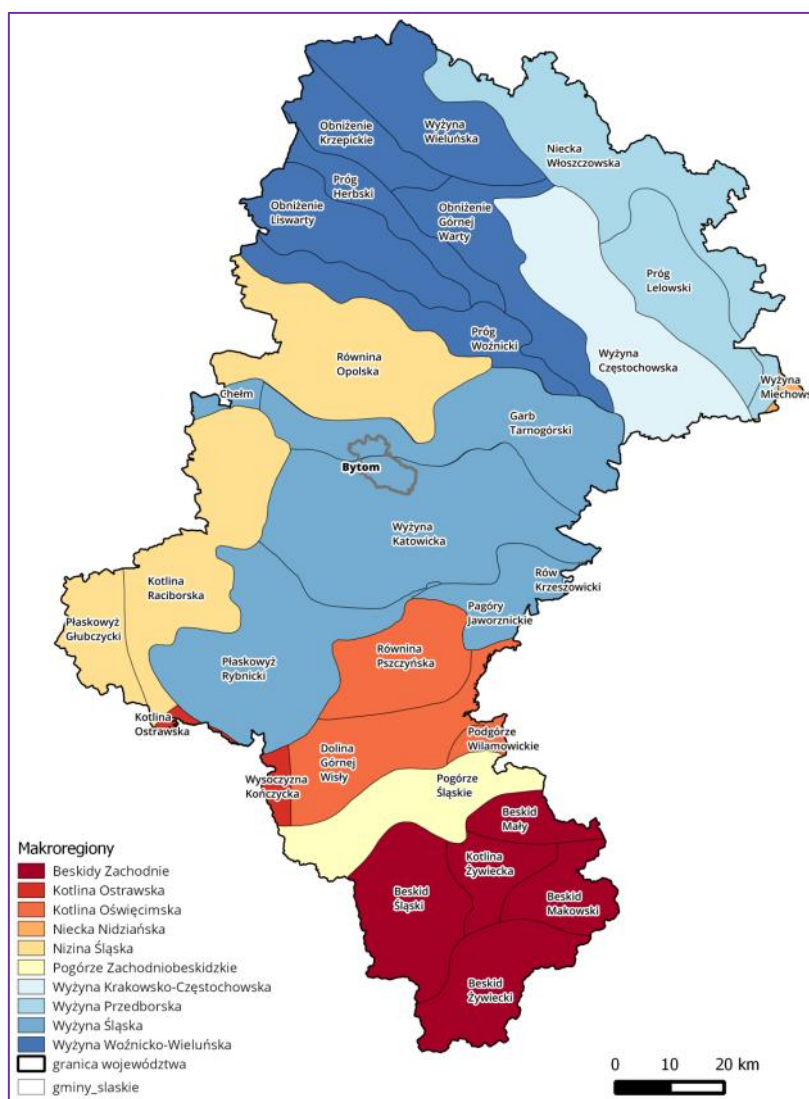 Obniżenie
Krzepickie
Wyżyna
Wieluńska
Niecka
Włoszczowska
Próg
Herbski
Obniżenie
Liswarty
Obniżenie
Górnej
Warty
Próg
Lelowski
Próg
Woźnicki
Równina
Opolska
Wyżyna
Częstochowska
Wyżyna
Miechows
Chełm
Garb
Tarnogórski
Bytom
Wyżyna
Katowicka
Rów
Krzeszowicki
Kotlina
Raciborska
Pagóry
Jaworznickie
Płaskowyż
Głubczycki
Równina
Pszczyńska
Płaskowyż
Rybnicki
Kotlina
Ostrawska
Podgórze
Wilamowickie
Dolina
Górnej
Wisły
Wysoczyzna
Kończycka
Pogórze
Śląskie
Beskid
Mały
Kotlina
Żywiecka
Beskid
Śląski
Beskid
Makowski
Beskid
Żywiecki
Makroregiony
Beskidy Zachodnie
Kotlina Ostrawska
Kotlina Oświęcimska
Niecka Nidziańska
Nizina Śląska
Pogórze Zachodniobeskidzkie
Wyżyna Krakowsko-Częstochowska
Wyżyna Przedborska
Wyżyna Śląska
Wyżyna Woźnicko-Wieluńska
granica województwa
gminy_slaskie
0 10 20 km